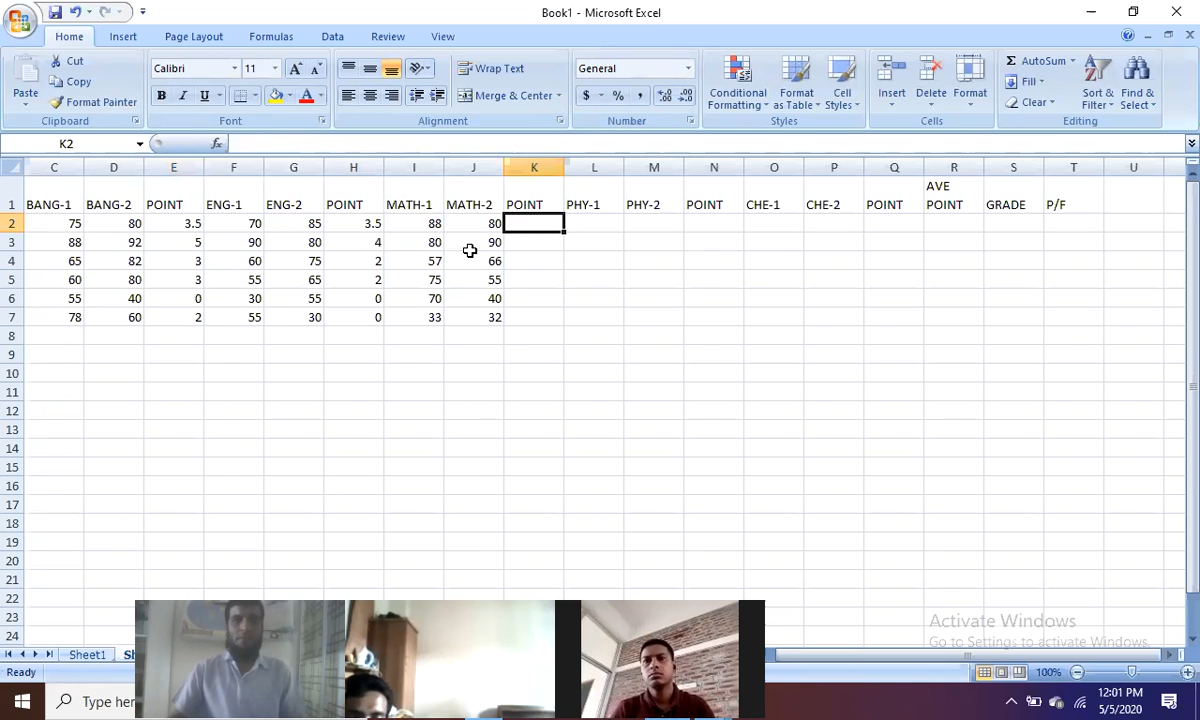 Book1 - Microsoft Excel
Home Insert Page Layout Formulas Data Review View
Paste Cut Copy Format Painter Clipboard
Calibri 11 A A B I U A Font
Wrap Text Merge & Center Alignment
General $ % , Number
Conditional Formatting Format as Table Cell Styles Styles
Insert Delete Format Cells
Σ AutoSum Fill Clear Sort & Filter Find & Select Editing
K2 fx
C D E F G H I J K L M N O P Q R S T U
1 BANG-1 BANG-2 POINT ENG-1 ENG-2 POINT MATH-1 MATH-2 POINT PHY-1 PHY-2 POINT CHE-1 CHE-2 POINT AVE POINT GRADE P/F
2 75 80 3.5 70 85 3.5 88 80
3 88 92 5 90 80 4 80 90
4 65 82 3 60 75 2 57 66
5 60 80 3 55 65 2 75 55
6 55 40 0 30 55 0 70 40
7 78 60 2 55 30 0 33 32
8
9
10
11
12
13
14
15
16
17
18
19
20
21
22
23
24
Activate Windows
Go to Settings to activate Windows.
Sheet1
Ready 100%
Type her
12:01 PM
5/5/2020